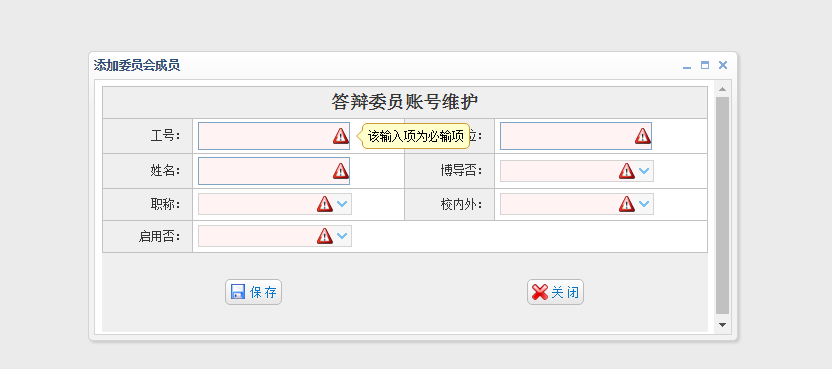 添加委员会成员
答辩委员账号维护
工号：
该输入项为必输项
位：
姓名：
博导否：
职称：
校内外：
启用否：
保存
关闭